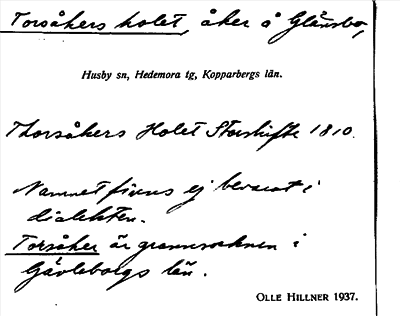 Torsåkers holet, åker å Glänsbo,
Husby sn, Hedemora tg, Kopparbergs län.
Thorsåkers Holet Storskifte 1810.
Namnet finns ej bevarat i
dialekten.
Torsåker är grannsocknen i
Gävleborgs län.
OLLE HILLNER 1937.